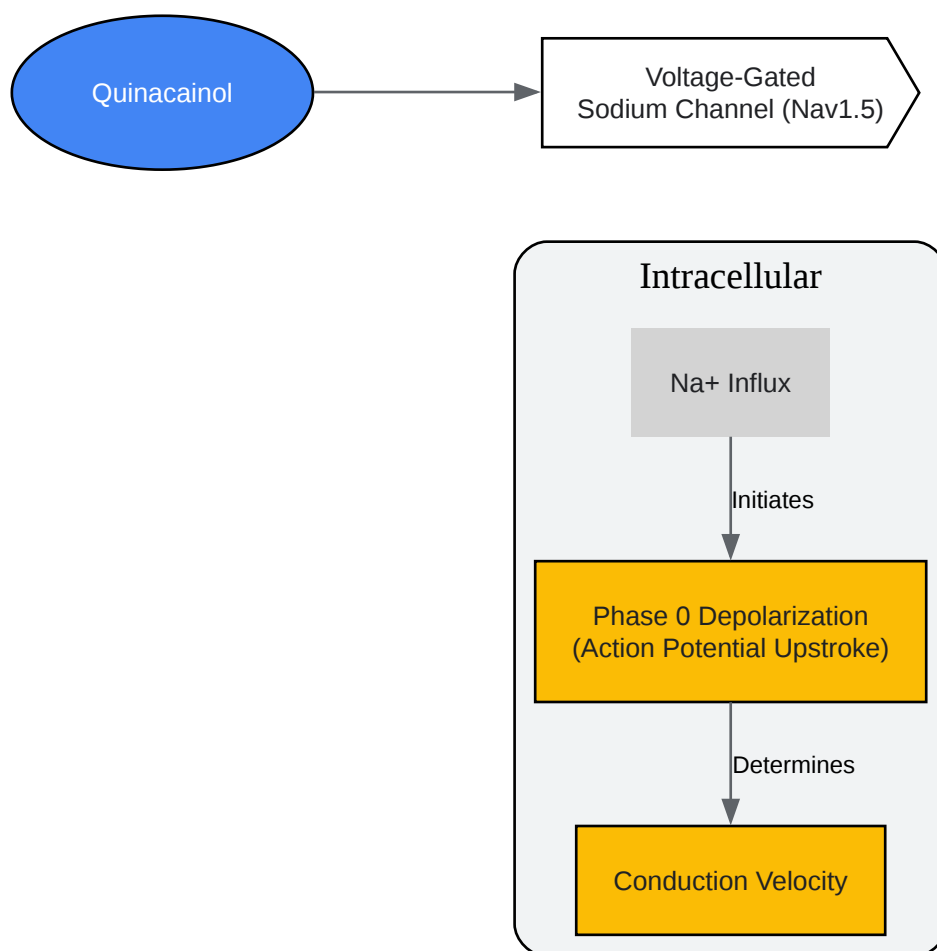 Quinacainol
Voltage-Gated
Sodium Channel (Nav1.5)
Intracellular
Na+ Influx
Initiates
Phase 0 Depolarization
(Action Potential Upstroke)
Determines
Conduction Velocity